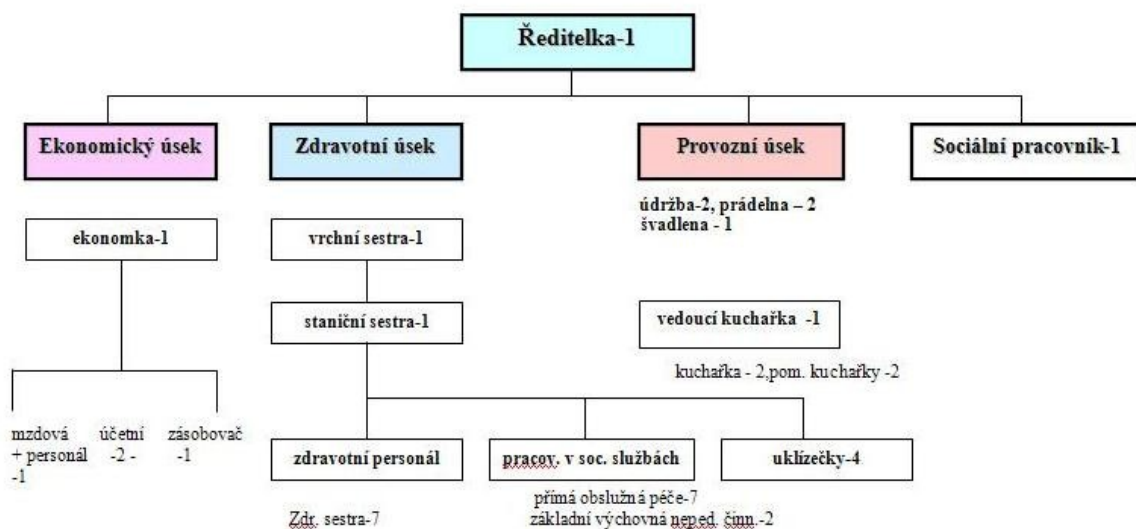 Ředitelka-1
Ekonomický úsek
Zdravotní úsek
Provozní úsek
Sociální pracovník-1
údržba-2, prádelna – 2
švadlena - 1
ekonomka-1
vrchní sestra-1
staniční sestra-1
vedoucí kuchařka -1
kuchařka - 2,pom. kuchařky -2
mzdová
+ personál
-1
účetní
-2 -
zásobovač
-1
zdravotní personál
pracov. v soc. službách
uklízečky-4
Zdr. sestra-7
přímá obslužná péče-7
základní výchovná neped. činn.-2